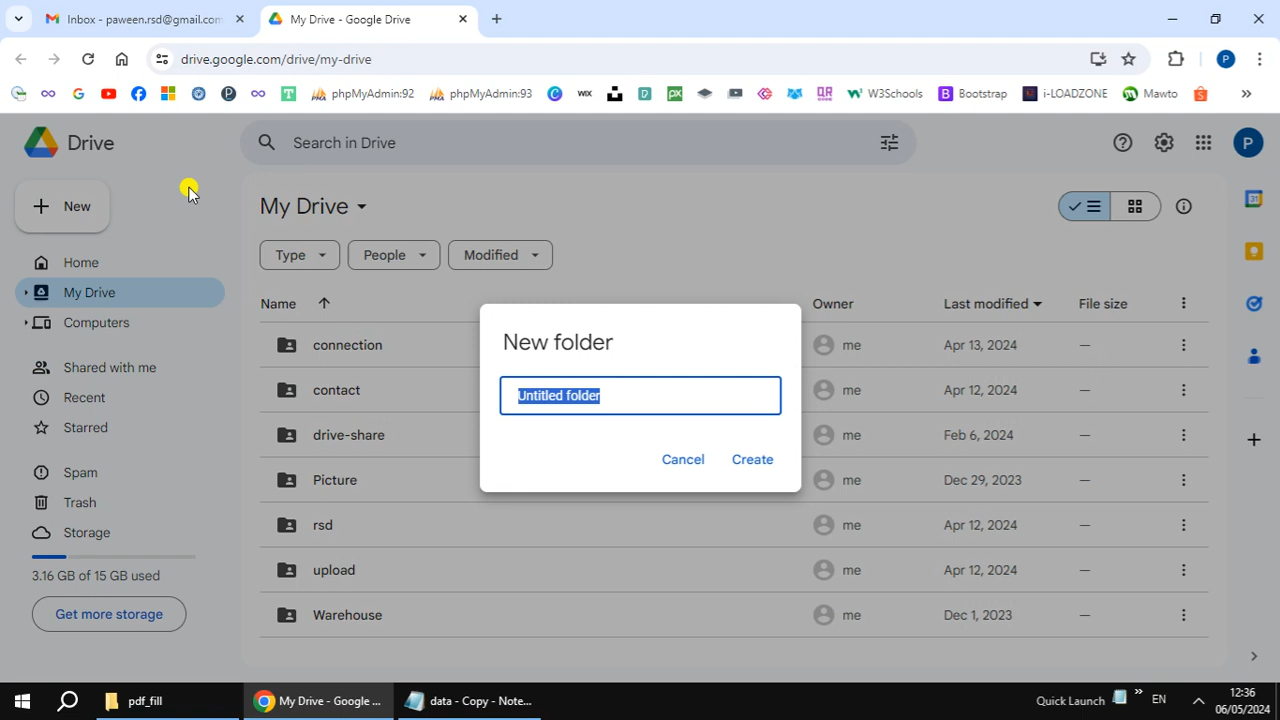 Inbox - paween.rsd@gmail.com
My Drive - Google Drive
drive.google.com/drive/my-drive
P
phpMyAdmin:92
phpMyAdmin:93
WIX
W3Schools
Bootstrap
i-LOADZONE
Mawto
Drive
Search in Drive
P
New
My Drive
Type
People
Modified
Home
My Drive
Computers
Shared with me
Recent
Starred
Spam
Trash
Storage
3.16 GB of 15 GB used
Get more storage
Name
Owner
Last modified
File size
connection
me
Apr 13, 2024
—
contact
me
Apr 12, 2024
—
drive-share
me
Feb 6, 2024
—
Picture
me
Dec 29, 2023
—
rsd
me
Apr 12, 2024
—
upload
me
Apr 12, 2024
—
Warehouse
me
Dec 1, 2023
—
New folder
Untitled folder
Cancel
Create
pdf_fill
My Drive - Google ...
data - Copy - Note...
Quick Launch
EN
12:36
06/05/2024